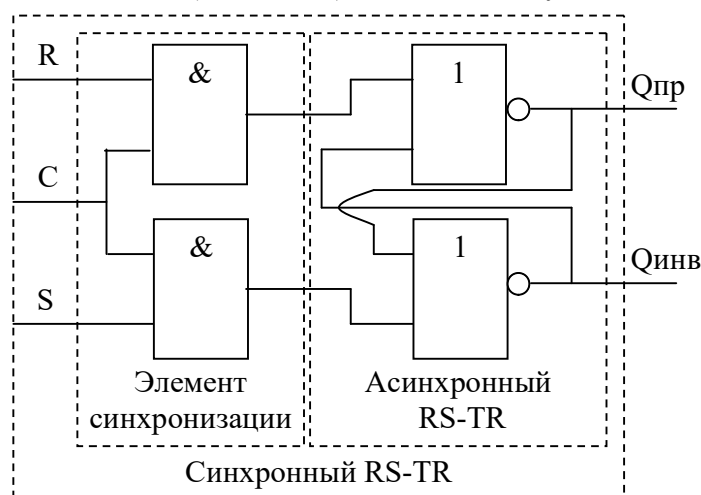 R
&
1
Qпр
C
&
1
Qинв
S
Элемент
синхронизации
Асинхронный
RS-TR
Синхронный RS-TR